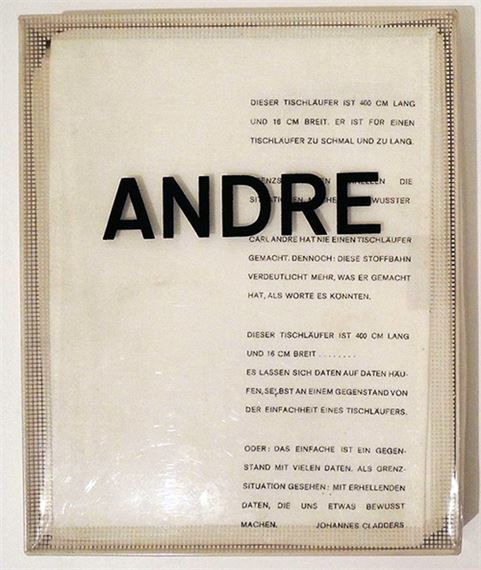 DIESER TISCHLÄUFER IST 400 CM LANG
UND 16 CM BREIT. ER IST FÜR EINEN
TISCHLÄUFER ZU SCHMAL UND ZU LANG.
DIE
ANDRE
CARL ANDRE HAT NIE EINEN TISCHLÄUFER
GEMACHT. DENNOCH: DIESE STOFFBAHN
VERDEUTLICHT MEHR, WAS ER GEMACHT
HAT, ALS WORTE ES KÖNNTEN.
DIESER TISCHLÄUFER IST 400 CM LANG
UND 16 CM BREIT ........
ES LASSEN SICH DATEN AUF DATEN HÄU-
FEN, SELBST AN EINEM GEGENSTAND VON
DER EINFACHHEIT EINES TISCHLÄUFERS.
ODER: DAS EINFACHE IST EIN GEGEN-
STAND MIT VIELEN DATEN. ALS GRENZ-
SITUATION GESEHEN: MIT ERHELLENDEN
DATEN, DIE UNS ETWAS BEWUSST
MACHEN. JOHANNES CLADDERS